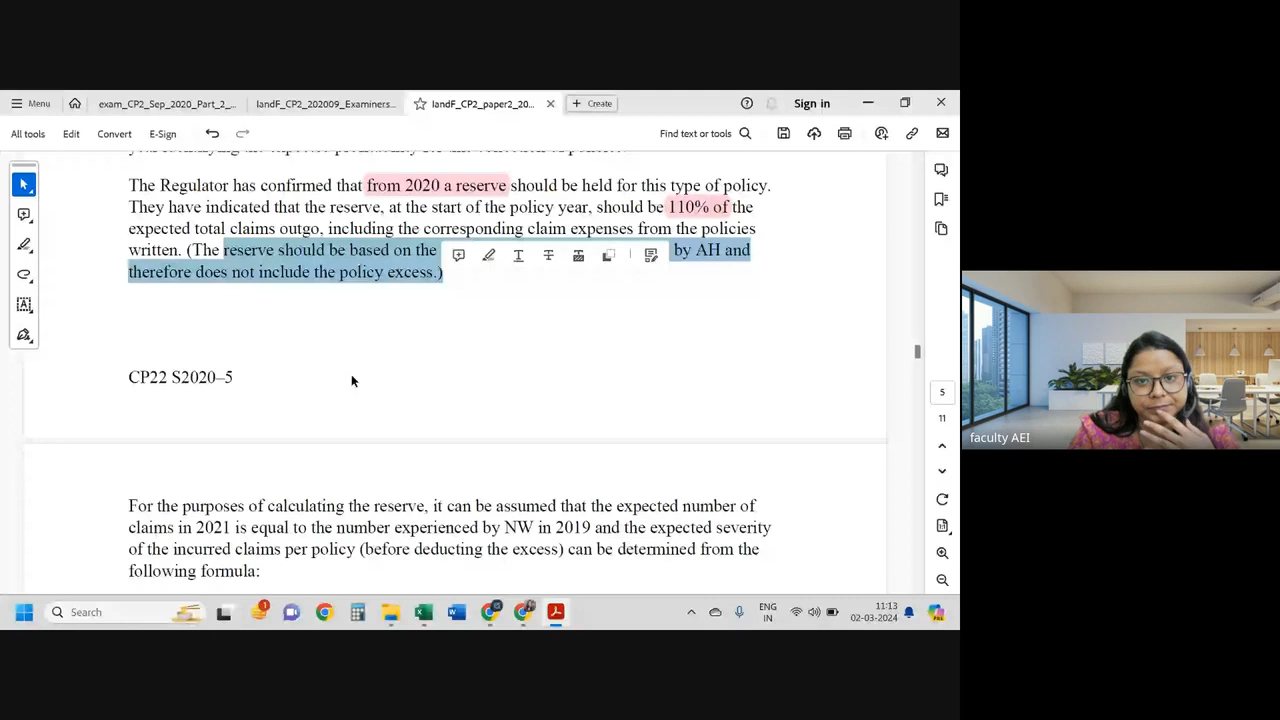 Menu
exam_CP2_Sep_2020_Part_2_...
IandF_CP2_202009_Examiners...
IandF_CP2_paper2_20...
Create
Sign in
All tools
Edit
Convert
E-Sign
Find text or tools
The Regulator has confirmed that from 2020 a reserve should be held for this type of policy.
They have indicated that the reserve, at the start of the policy year, should be 110% of the
expected total claims outgo, including the corresponding claim expenses from the policies
written. (The reserve should be based on the by AH and
therefore does not include the policy excess.)
CP22 S2020–5
5
11
For the purposes of calculating the reserve, it can be assumed that the expected number of
claims in 2021 is equal to the number experienced by NW in 2019 and the expected severity
of the incurred claims per policy (before deducting the excess) can be determined from the
following formula:
faculty AEI
Search
ENG
IN
11:13
02-03-2024